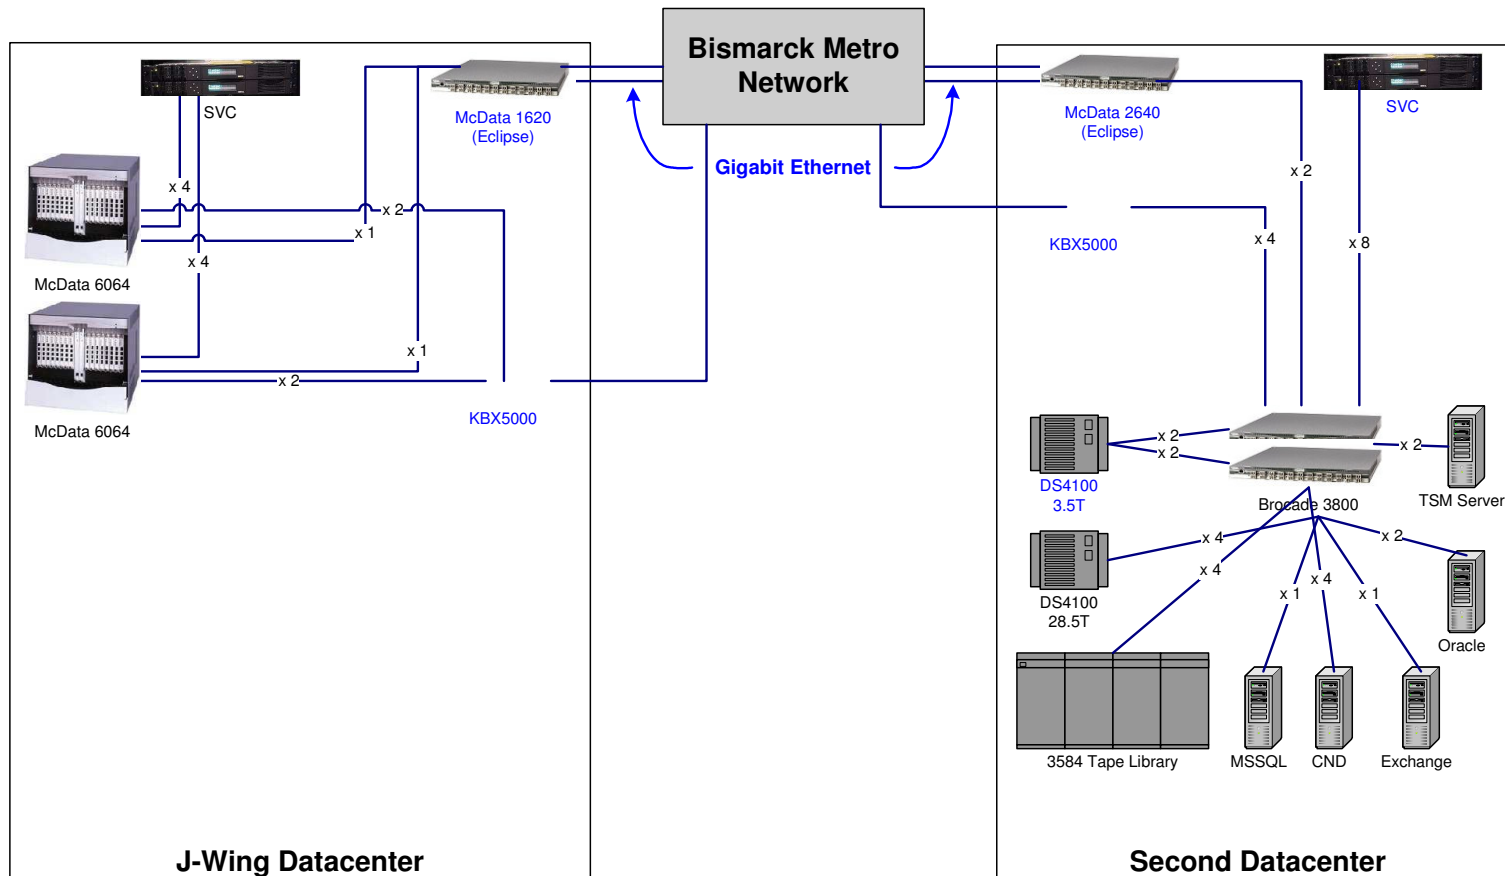 Bismarck Metro
Network
SVC
McData 1620
(Eclipse)
McData 2640
(Eclipse)
SVC
Gigabit Ethernet
x 4
x 2
x 1
x 4
McData 6064
x 1
x 2
McData 6064
KBX5000
x 2
KBX5000
x 4
x 8
x 2
x 2
x 2
DS4100
3.5T
Brocade 3800
TSM Server
x 4
x 2
x 4
x 1
x 4
x 1
DS4100
28.5T
Oracle
3584 Tape Library
MSSQL
CND
Exchange
J-Wing Datacenter
Second Datacenter